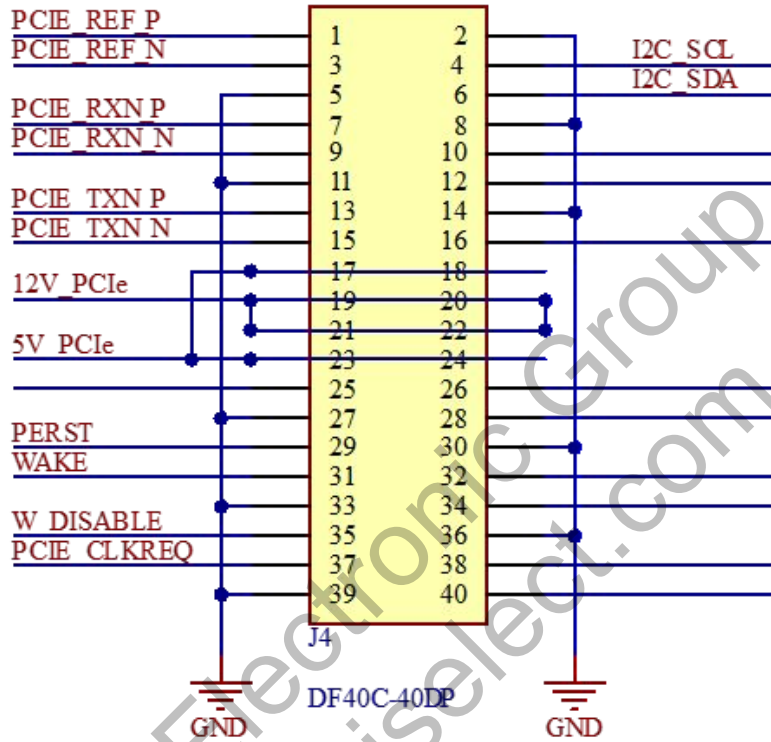 PCIE_REF_P
1 2
PCIE_REF_N I2C_SCL
3 4
I2C_SDA
5 6
PCIE_RXN_P
7 8
PCIE_RXN_N
9 10
11 12
PCIE_TXN_P
13 14
PCIE_TXN_N
15 16
17 18
12V_PCIe
19 20
21 22
5V_PCIe
23 24
25 26
27 28
PERST
29 30
WAKE
31 32
33 34
W_DISABLE
35 36
PCIE_CLKREQ
37 38
39 40
J4
DF40C-40DP
GND GND
Electronic Group
iselect.com